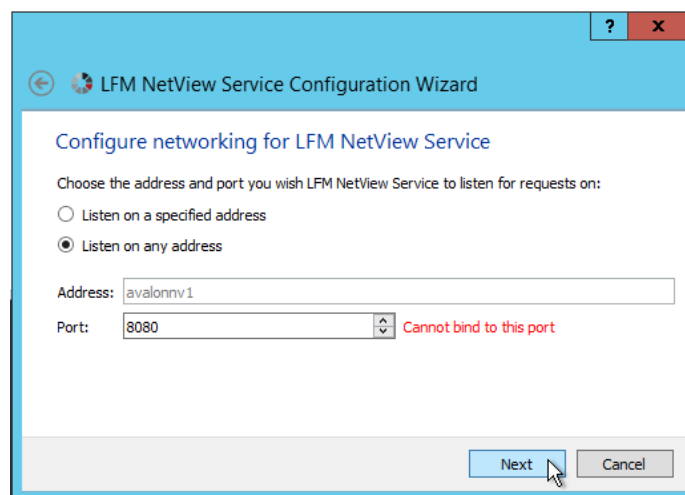 ? x
LFM NetView Service Configuration Wizard
Configure networking for LFM NetView Service
Choose the address and port you wish LFM NetView Service to listen for requests on:
Listen on a specified address
Listen on any address
Address: avalonnv1
Port: 8080 Cannot bind to this port
Next Cancel